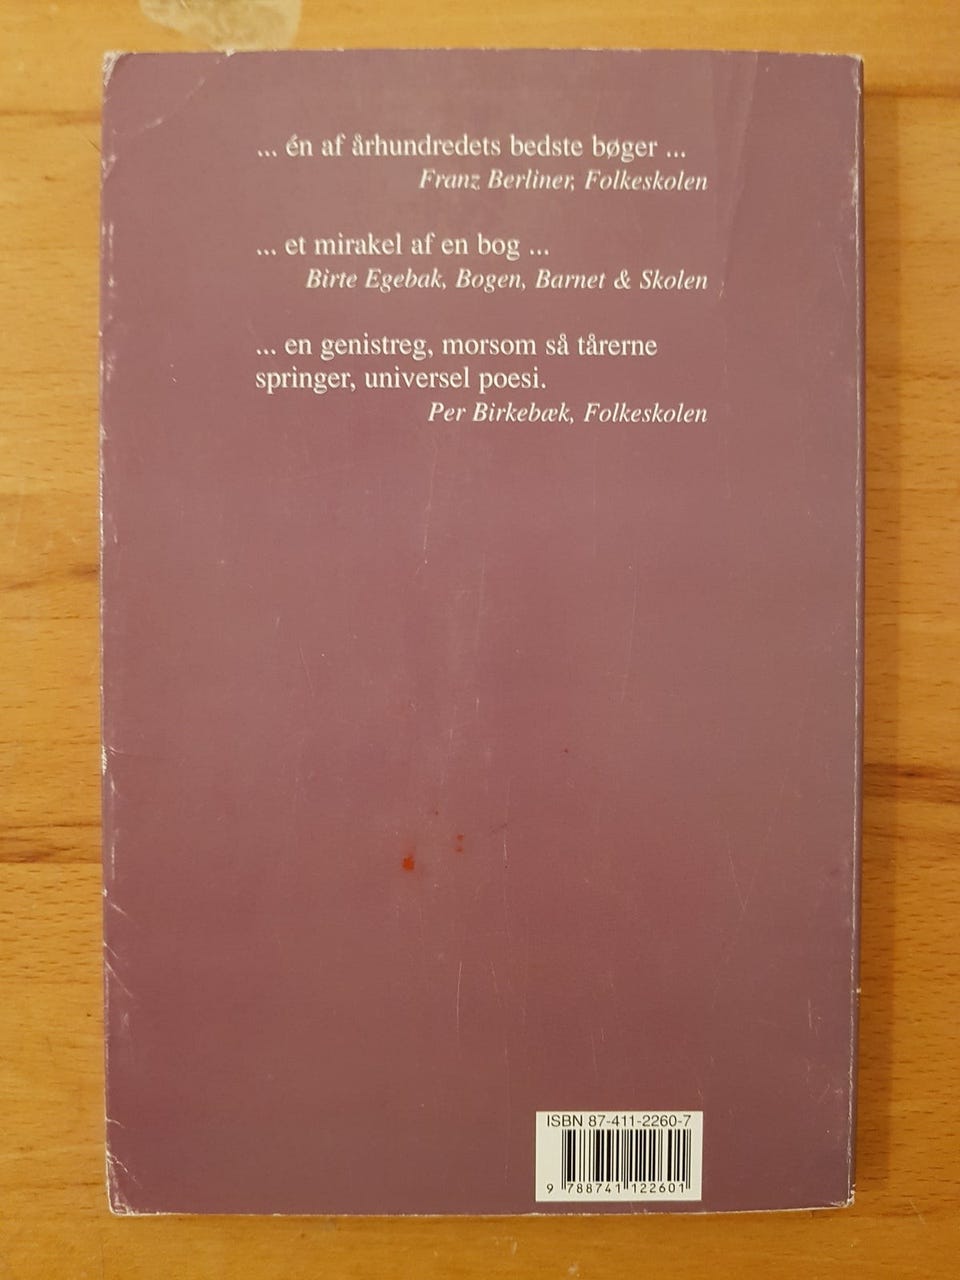 ... én af århundredets bedste bøger ...
Franz Berliner, Folkeskolen
... et mirakel af en bog ...
Birte Egebak, Bogen, Barnet & Skolen
... en genistreg, morsom så tårerne
springer, universel poesi.
Per Birkebæk, Folkeskolen
ISBN 87-411-2260-7
9 788741 122601